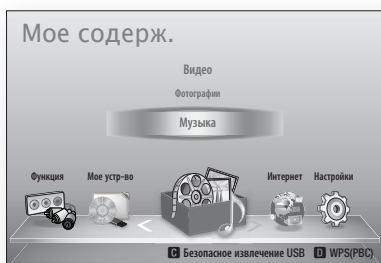 Мое содерж.
Видео
Фотографии
Музыка
Функция Мое устр-во Интернет Настройки
C Безопасное извлечение USB D WPS(PBC)